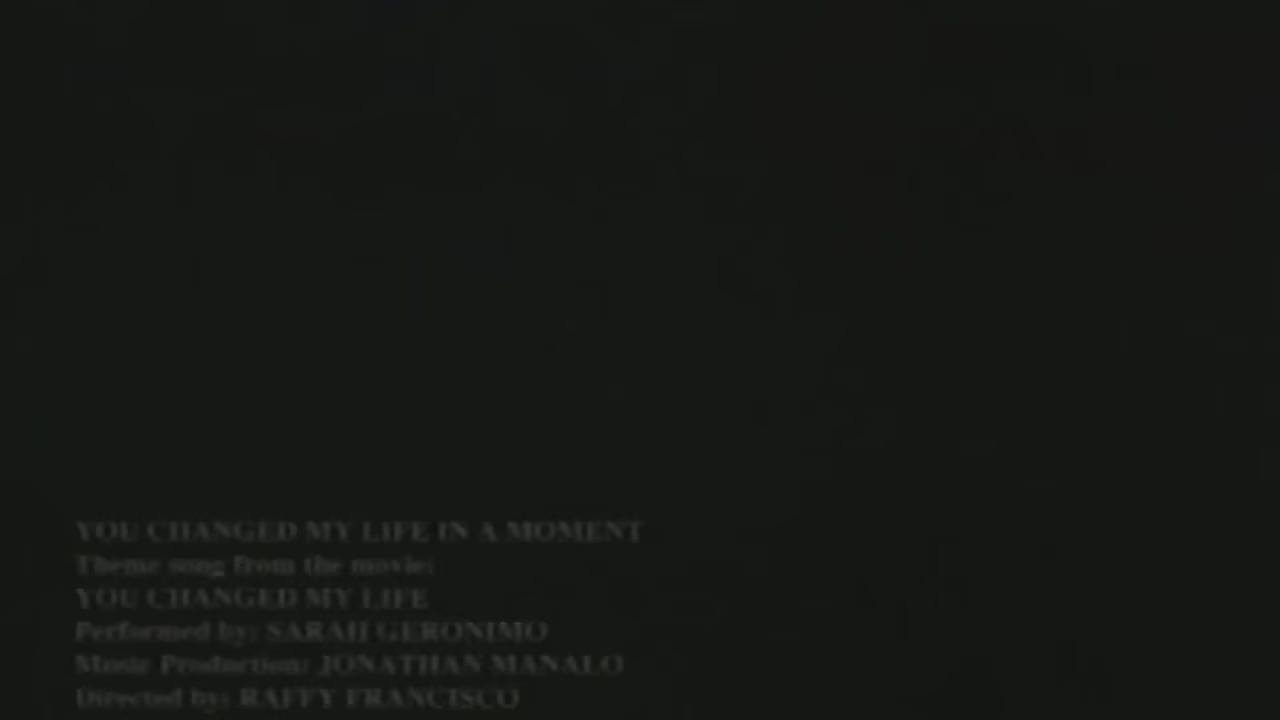 YOU CHANGED MY LIFE IN A MOMENT
Theme song from the movie:
YOU CHANGED MY LIFE
Performed by: SARAH GERONIMO
Music Production: JONATHAN MANALO
Directed by: RAFFY FRANCISCO